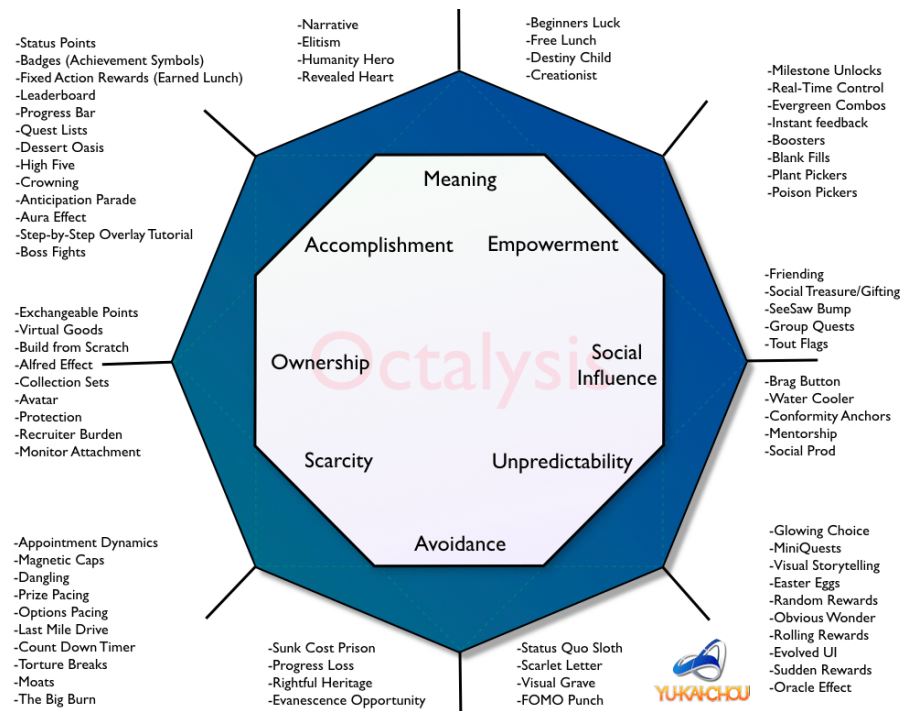 -Narrative
-Elitism
-Humanity Hero
-Revealed Heart
-Beginners Luck
-Free Lunch
-Destiny Child
-Creationist
-Status Points
-Badges (Achievement Symbols)
-Fixed Action Rewards (Earned Lunch)
-Leaderboard
-Progress Bar
-Quest Lists
-Dessert Oasis
-High Five
-Crowning
-Anticipation Parade
-Aura Effect
-Step-by-Step Overlay Tutorial
-Boss Fights
-Milestone Unlocks
-Real-Time Control
-Evergreen Combos
-Instant feedback
-Boosters
-Blank Fills
-Plant Pickers
-Poison Pickers
Meaning
Accomplishment
Empowerment
-Exchangeable Points
-Virtual Goods
-Build from Scratch
-Alfred Effect
-Collection Sets
-Avatar
-Protection
-Recruiter Burden
-Monitor Attachment
Ownership
Octalysis
Social
Influence
-Friending
-Social Treasure/Gifting
-SeeSaw Bump
-Group Quests
-Tout Flags
-Brag Button
-Water Cooler
-Conformity Anchors
-Mentorship
-Social Prod
Scarcity
Unpredictability
Avoidance
-Appointment Dynamics
-Magnetic Caps
-Dangling
-Prize Pacing
-Options Pacing
-Last Mile Drive
-Count Down Timer
-Torture Breaks
-Moats
-The Big Burn
-Sunk Cost Prison
-Progress Loss
-Rightful Heritage
-Evanescence Opportunity
-Status Quo Sloth
-Scarlet Letter
-Visual Grave
-FOMO Punch
YU-KAI-CHOU
-Glowing Choice
-MiniQuests
-Visual Storytelling
-Easter Eggs
-Random Rewards
-Obvious Wonder
-Rolling Rewards
-Evolved UI
-Sudden Rewards
-Oracle Effect